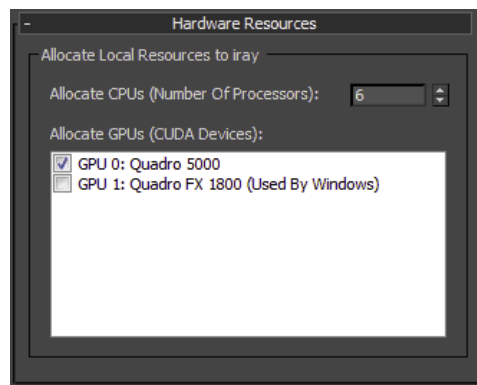 - Hardware Resources
Allocate Local Resources to iray
Allocate CPUs (Number Of Processors): 6
Allocate GPUs (CUDA Devices):
GPU 0: Quadro 5000
GPU 1: Quadro FX 1800 (Used By Windows)